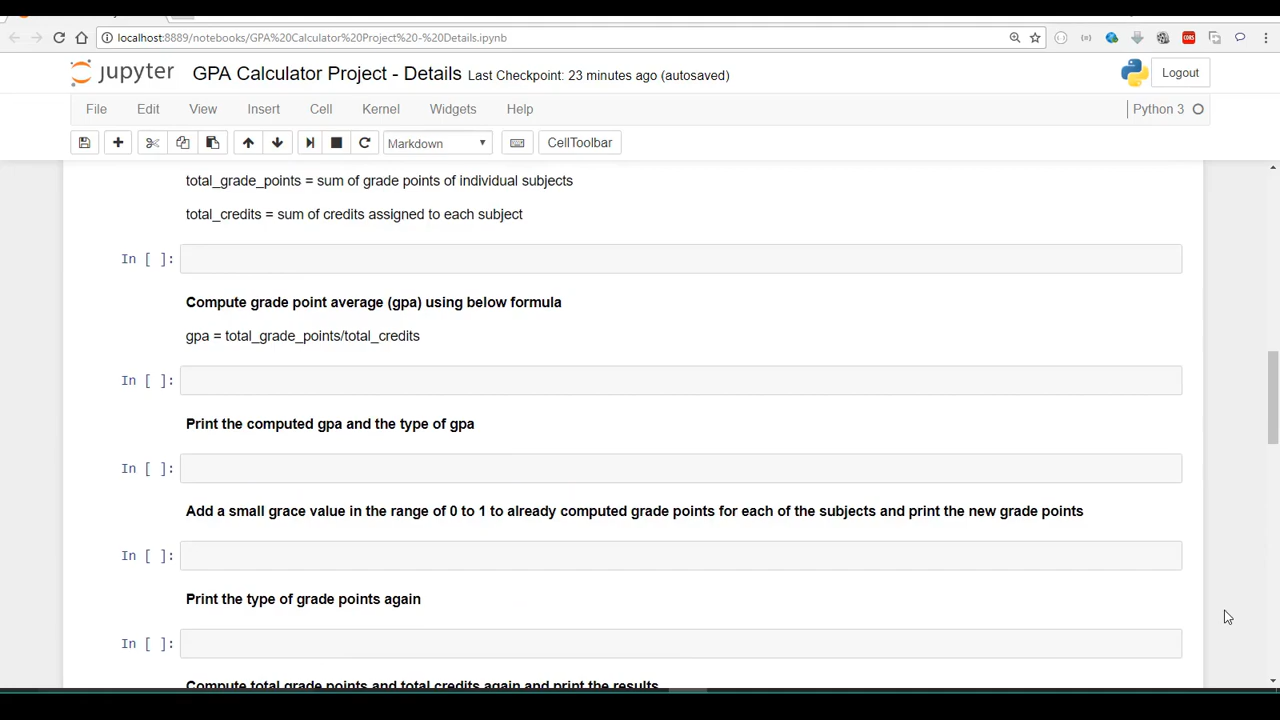 localhost:8889/notebooks/GPA%20Calculator%20Project%20-%20Details.ipynb
CORS
jupyter GPA Calculator Project - Details Last Checkpoint: 23 minutes ago (autosaved) Logout
File Edit View Insert Cell Kernel Widgets Help Python 3
Markdown CellToolbar
total_grade_points = sum of grade points of individual subjects
total_credits = sum of credits assigned to each subject
In [ ]:
Compute grade point average (gpa) using below formula
gpa = total_grade_points/total_credits
In [ ]:
Print the computed gpa and the type of gpa
In [ ]:
Add a small grace value in the range of 0 to 1 to already computed grade points for each of the subjects and print the new grade points
In [ ]:
Print the type of grade points again
In [ ]:
Compute total grade points and total credits again and print the results